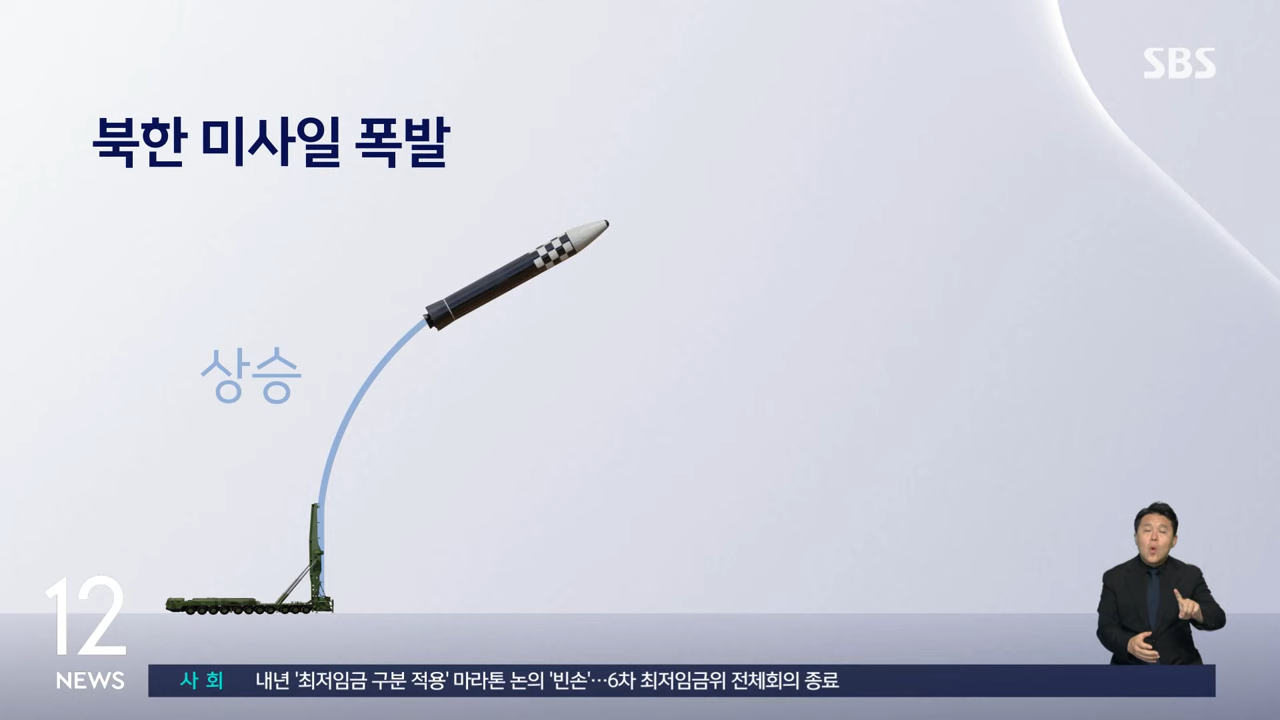 SBS
북한 미사일 폭발
상승
12
NEWS
사회 내년 '최저임금 구분 적용' 마라톤 논의 '빈손'…6차 최저임금위 전체회의 종료